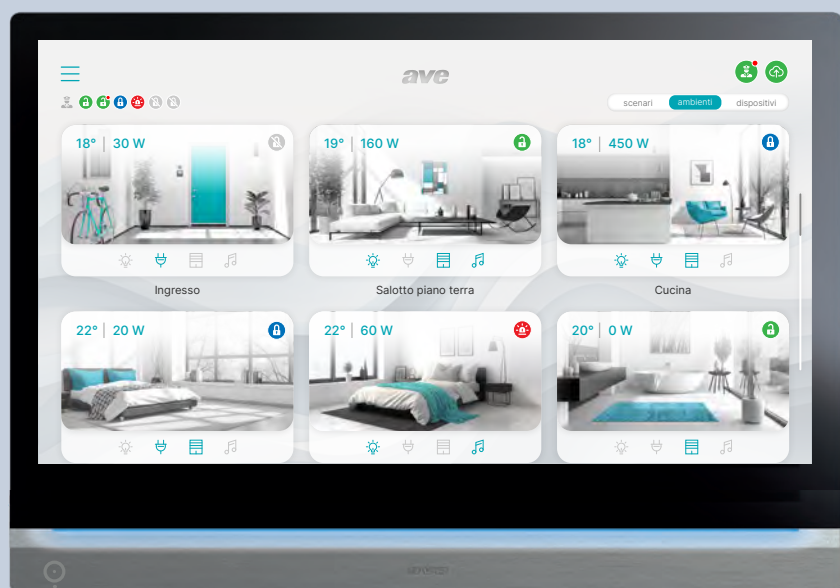 ave
scenari ambienti dispositivi
18° | 30 W
19° | 160 W
18° | 450 W
Ingresso
Salotto piano terra
Cucina
22° | 20 W
22° | 60 W
20° | 0 W